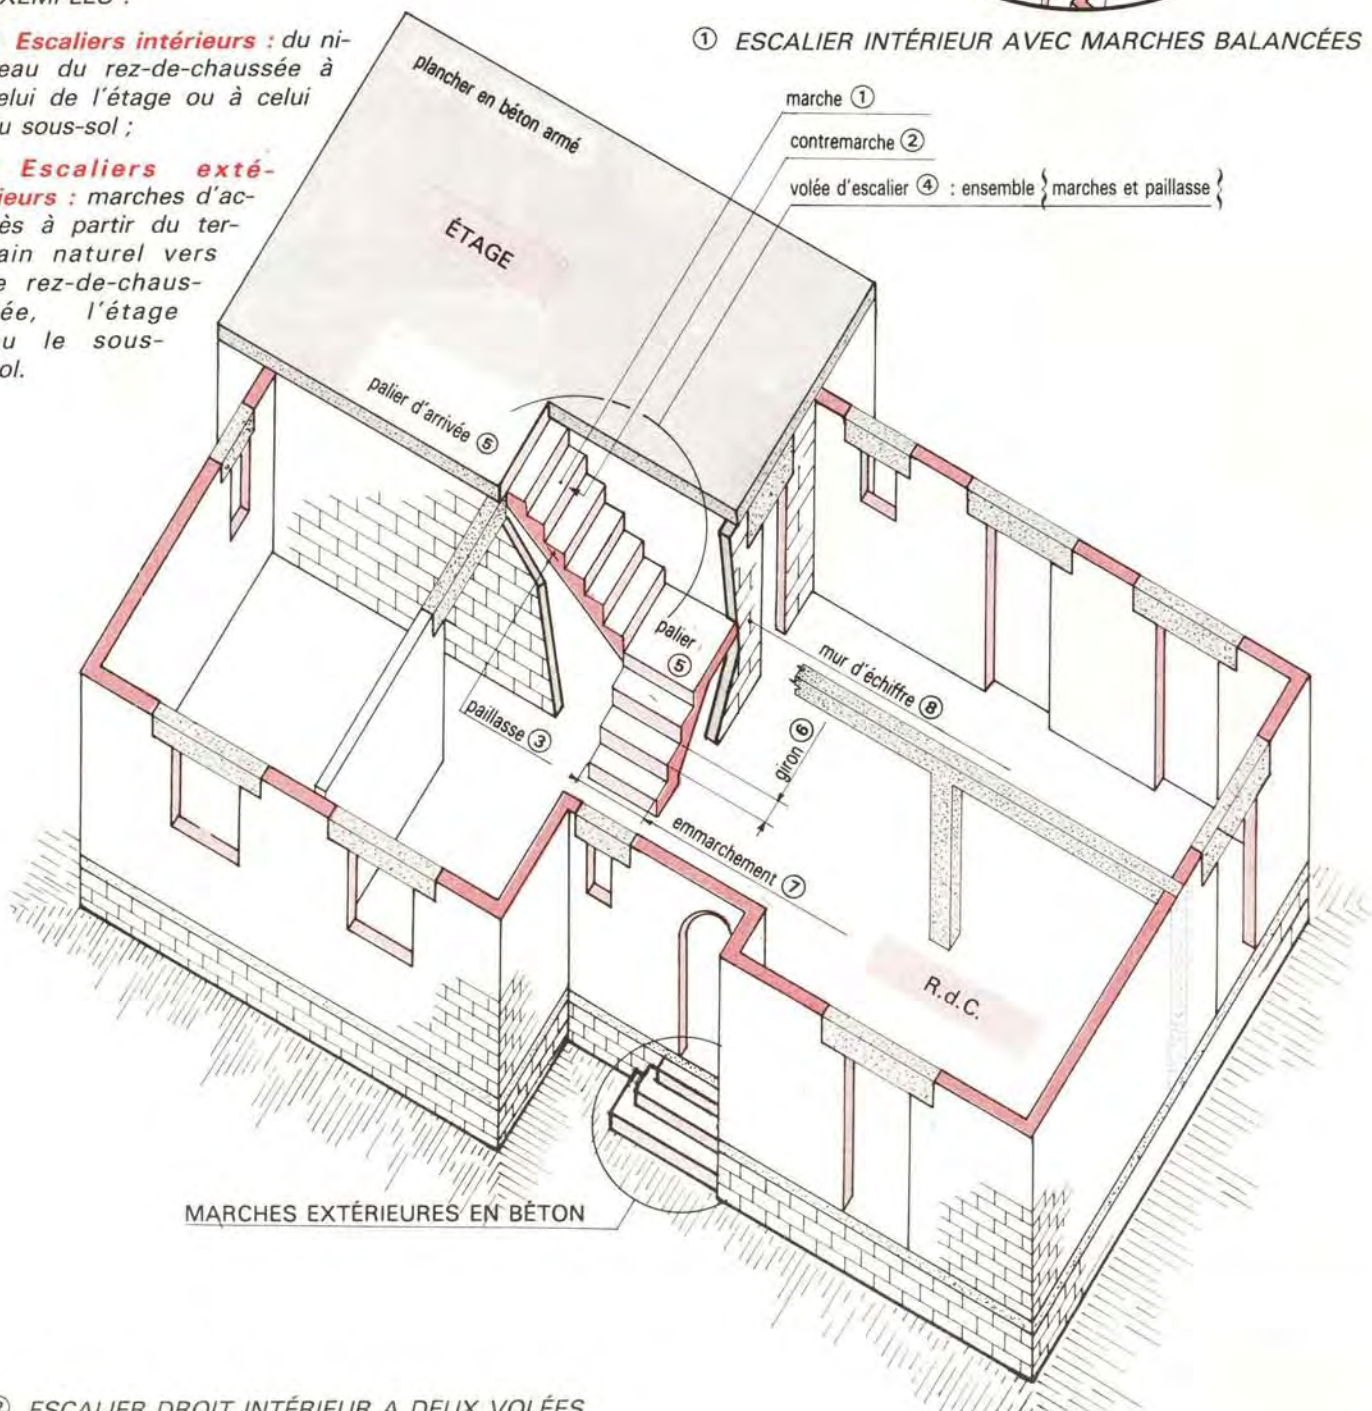 EXEMPLES :
Escaliers intérieurs : du ni-
eau du rez-de-chaussée à
elui de l'étage ou à celui
u sous-sol ;
Escaliers exté-
ieurs : marches d'ac-
ès à partir du ter-
ain naturel vers
e rez-de-chaus-
ée, l'étage
u le sous-
ol.
① ESCALIER INTÉRIEUR AVEC MARCHES BALANCÉES
marche ①
contremarche ②
volée d'escalier ④ : ensemble { marches et paillasse }
plancher en béton armé
ÉTAGE
palier d'arrivée ⑤
palier
⑤
mur d'échiffre ⑧
paillasse ③
giron ⑥
emmarchement ⑦
R.d.C.
MARCHES EXTÉRIEURES EN BÉTON
② ESCALIER DROIT INTÉRIEUR A DEUX VOLÉES